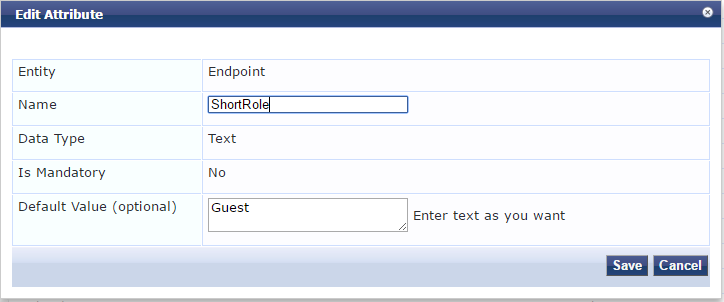 Edit Attribute
Entity Endpoint
Name ShortRole
Data Type Text
Is Mandatory No
Default Value (optional) Guest Enter text as you want
Save Cancel